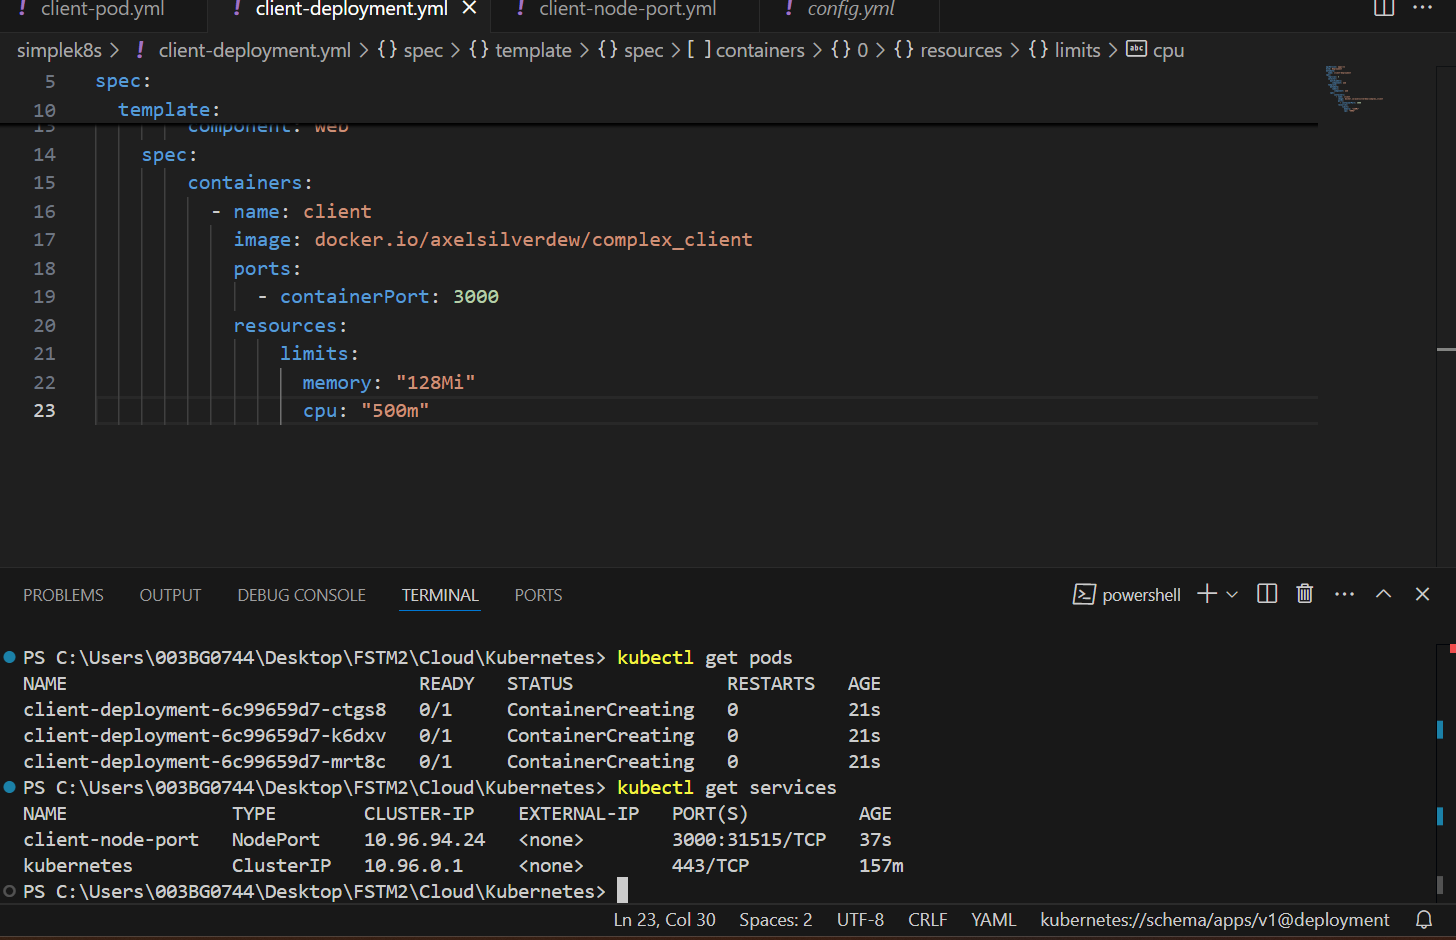 ! client-pod.yml ! client-deployment.yml × ! client-node-port.yml ! config.yml ...
simplek8s > ! client-deployment.yml > {} spec > {} template > {} spec > [ ] containers > {} 0 > {} resources > {} limits > abc cpu
5 spec:
10 template:
13 component: web
14 spec:
15 containers:
16 - name: client
17 image: docker.io/axelsilverdew/complex_client
18 ports:
19 - containerPort: 3000
20 resources:
21 limits:
22 memory: "128Mi"
23 cpu: "500m"
PROBLEMS OUTPUT DEBUG CONSOLE TERMINAL PORTS powershell
PS C:\Users\003BG0744\Desktop\FSTM2\Cloud\Kubernetes> kubectl get pods
NAME READY STATUS RESTARTS AGE
client-deployment-6c99659d7-ctgs8 0/1 ContainerCreating 0 21s
client-deployment-6c99659d7-k6dxv 0/1 ContainerCreating 0 21s
client-deployment-6c99659d7-mrt8c 0/1 ContainerCreating 0 21s
PS C:\Users\003BG0744\Desktop\FSTM2\Cloud\Kubernetes> kubectl get services
NAME TYPE CLUSTER-IP EXTERNAL-IP PORT(S) AGE
client-node-port NodePort 10.96.94.24 <none> 3000:31515/TCP 37s
kubernetes ClusterIP 10.96.0.1 <none> 443/TCP 157m
PS C:\Users\003BG0744\Desktop\FSTM2\Cloud\Kubernetes>
Ln 23, Col 30 Spaces: 2 UTF-8 CRLF YAML kubernetes://schema/apps/v1@deployment